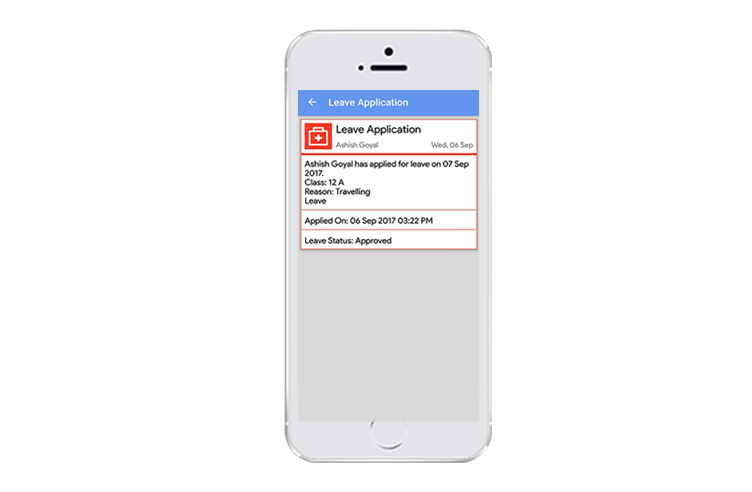 Leave Application
Leave Application
Ashish Goyal Wed, 06 Sep
Ashish Goyal has applied for leave on 07 Sep
2017.
Class: 12 A
Reason: Travelling
Leave
Applied On: 06 Sep 2017 03:22 PM
Leave Status: Approved